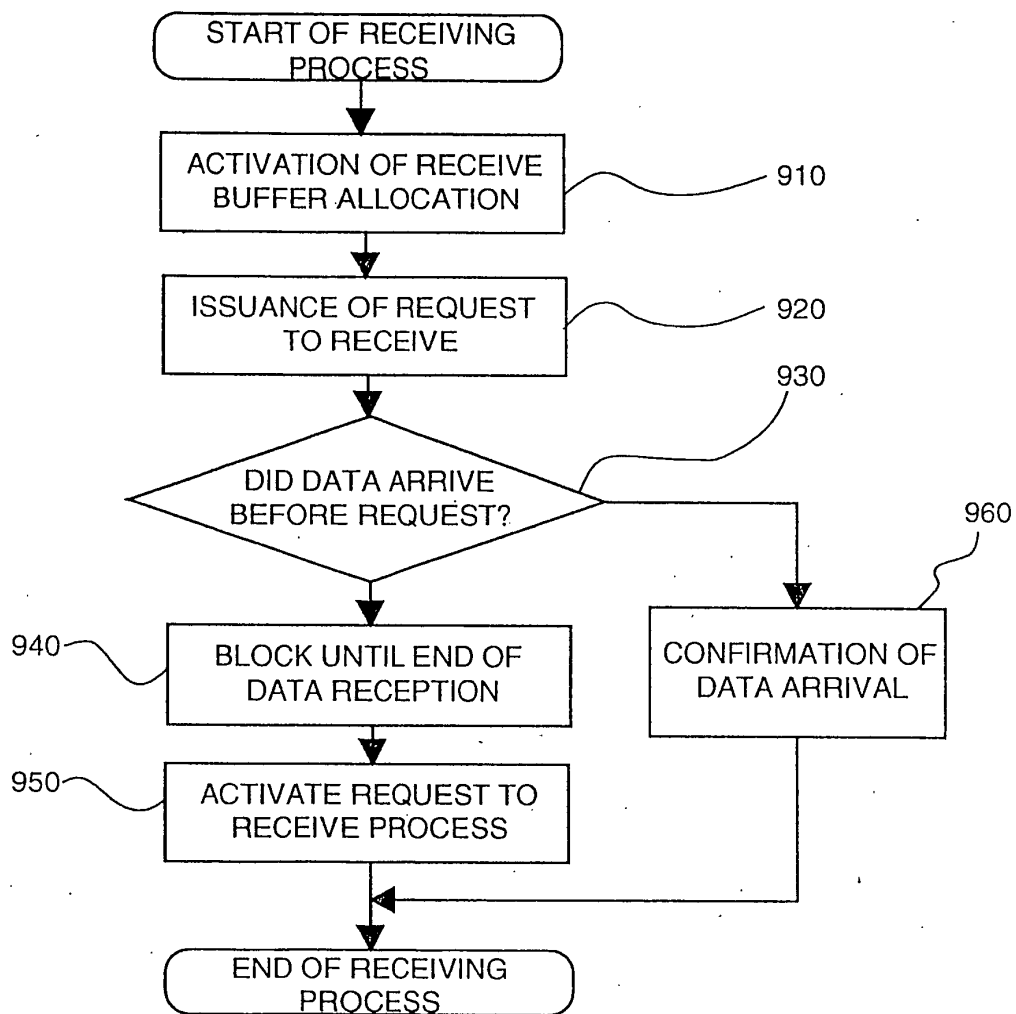 START OF RECEIVING
PROCESS
ACTIVATION OF RECEIVE
BUFFER ALLOCATION
910
ISSUANCE OF REQUEST
TO RECEIVE
920
930
DID DATA ARRIVE
BEFORE REQUEST?
960
940
BLOCK UNTIL END OF
DATA RECEPTION
CONFIRMATION OF
DATA ARRIVAL
950
ACTIVATE REQUEST TO
RECEIVE PROCESS
END OF RECEIVING
PROCESS